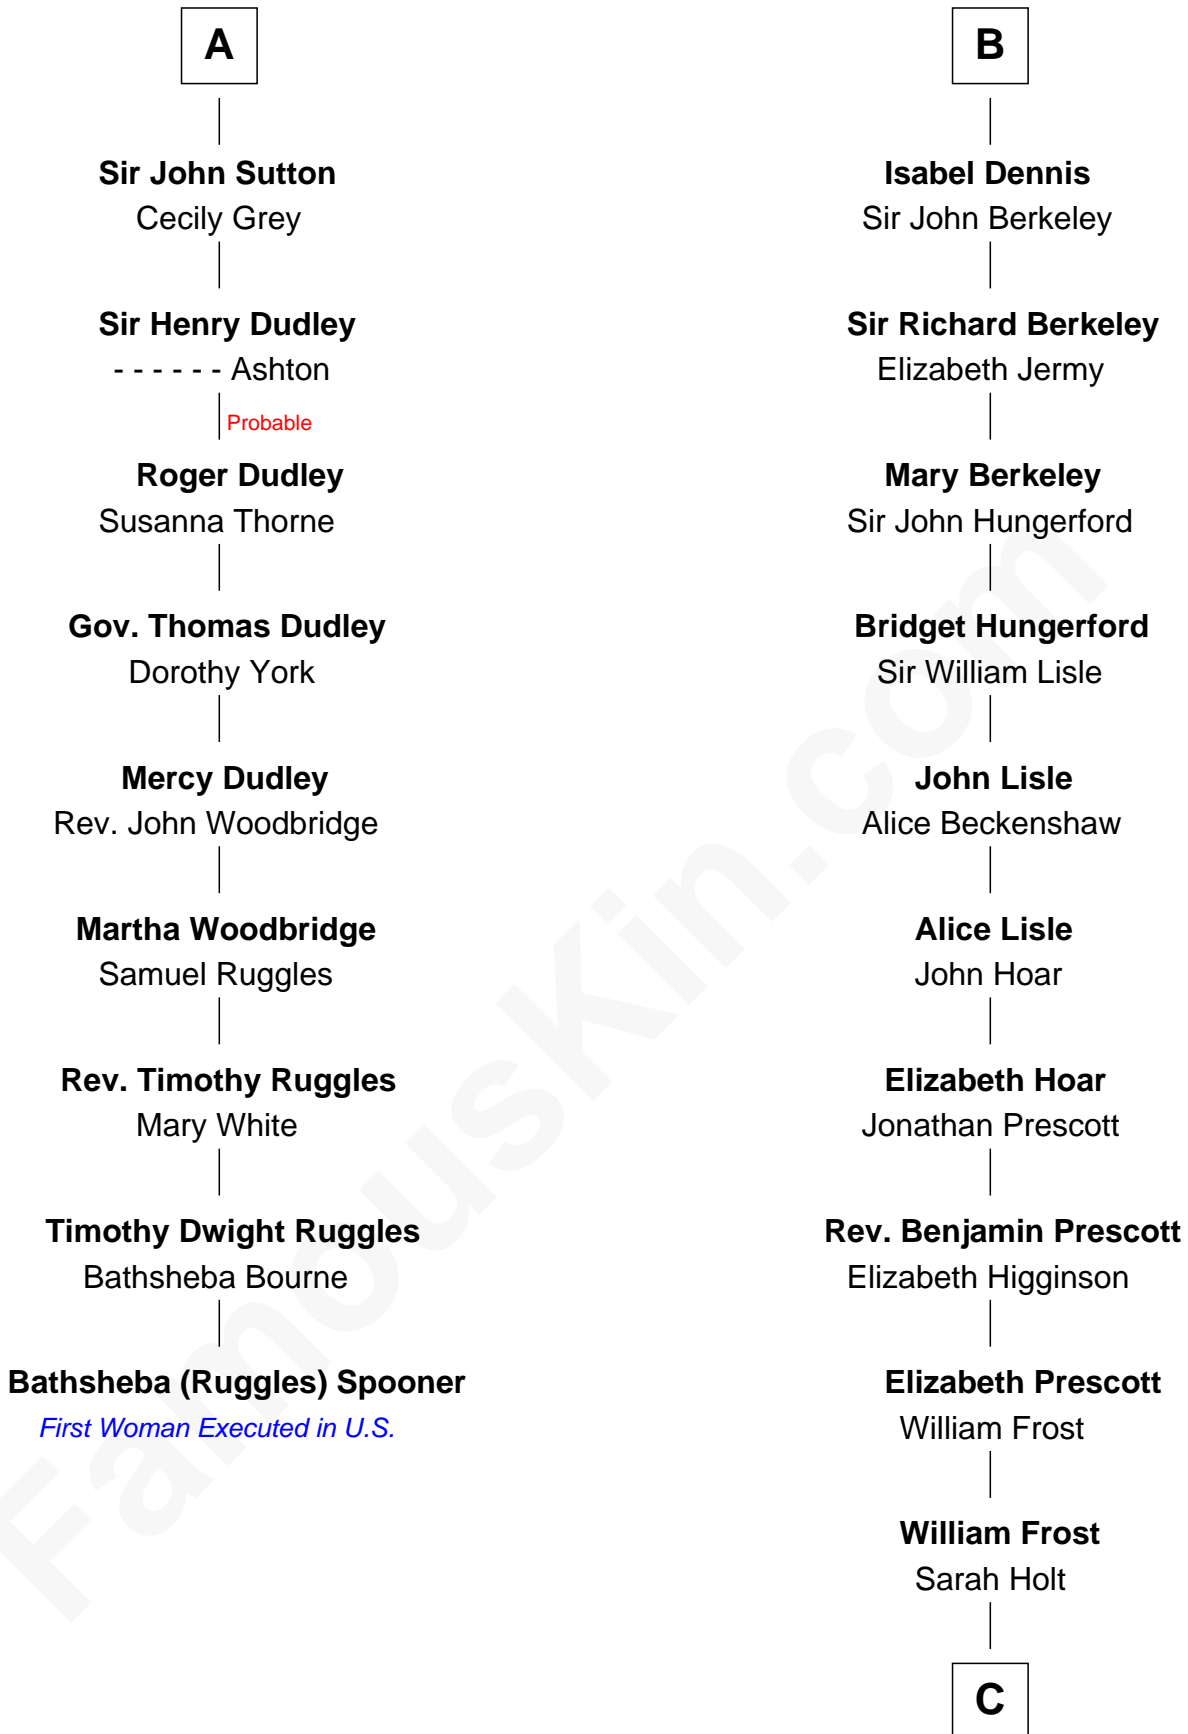 A
Sir John Sutton
Cecily Grey
Sir Henry Dudley
- - - - - - Ashton
Probable
Roger Dudley
Susanna Thorne
Gov. Thomas Dudley
Dorothy York
Mercy Dudley
Rev. John Woodbridge
Martha Woodbridge
Samuel Ruggles
Rev. Timothy Ruggles
Mary White
Timothy Dwight Ruggles
Bathsheba Bourne
Bathsheba (Ruggles) Spooner
First Woman Executed in U.S.
B
Isabel Dennis
Sir John Berkeley
Sir Richard Berkeley
Elizabeth Jermy
Mary Berkeley
Sir John Hungerford
Bridget Hungerford
Sir William Lisle
John Lisle
Alice Beckenshaw
Alice Lisle
John Hoar
Elizabeth Hoar
Jonathan Prescott
Rev. Benjamin Prescott
Elizabeth Higginson
Elizabeth Prescott
William Frost
William Frost
Sarah Holt
C
FamousKin.com